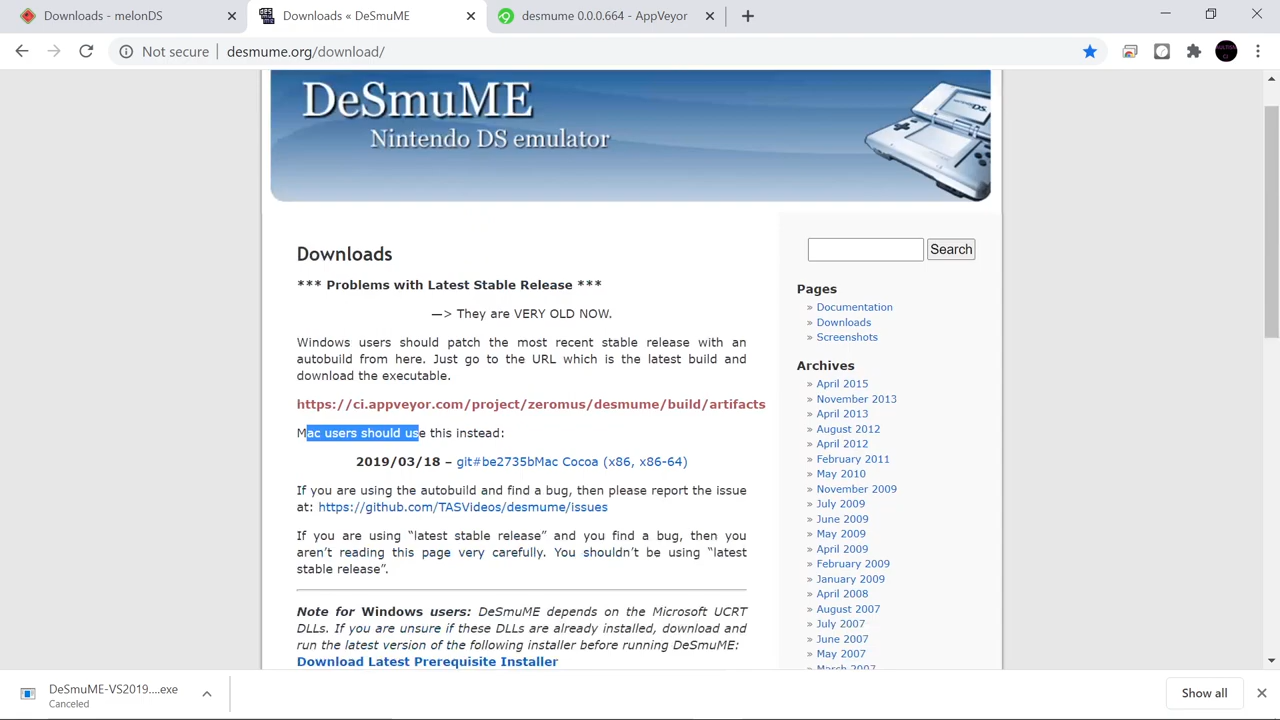 Downloads - melonDS
Downloads « DeSmuME
desmume 0.0.0.664 - AppVeyor
Not secure
desmume.org/download/
DeSmuME
Nintendo DS emulator
Downloads
*** Problems with Latest Stable Release ***
—> They are VERY OLD NOW.
Windows users should patch the most recent stable release with an
autobuild from here. Just go to the URL which is the latest build and
download the executable.
https://ci.appveyor.com/project/zeromus/desmume/build/artifacts
Mac users should use this instead:
2019/03/18 – git#be2735bMac Cocoa (x86, x86-64)
If you are using the autobuild and find a bug, then please report the issue
at: https://github.com/TASVideos/desmume/issues
If you are using “latest stable release” and you find a bug, then you
aren’t reading this page very carefully. You shouldn’t be using “latest
stable release”.
Note for Windows users: DeSmuME depends on the Microsoft UCRT
DLLs. If you are unsure if these DLLs are already installed, download and
run the latest version of the following installer before running DeSmuME:
Download Latest Prerequisite Installer
Search
Pages
» Documentation
» Downloads
» Screenshots
Archives
» April 2015
» November 2013
» April 2013
» August 2012
» April 2012
» February 2011
» May 2010
» November 2009
» July 2009
» June 2009
» May 2009
» April 2009
» February 2009
» January 2009
» April 2008
» August 2007
» July 2007
» June 2007
» May 2007
» March 2007
DeSmuME-VS2019....exe
Canceled
Show all